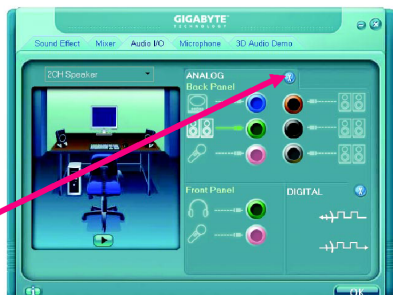 GIGABYTE
TECHNOLOGY
Sound Effect Mixer Audio I/O Microphone 3D Audio Demo
2CH Speaker
ANALOG
Back Panel
Front Panel
DIGITAL
OK